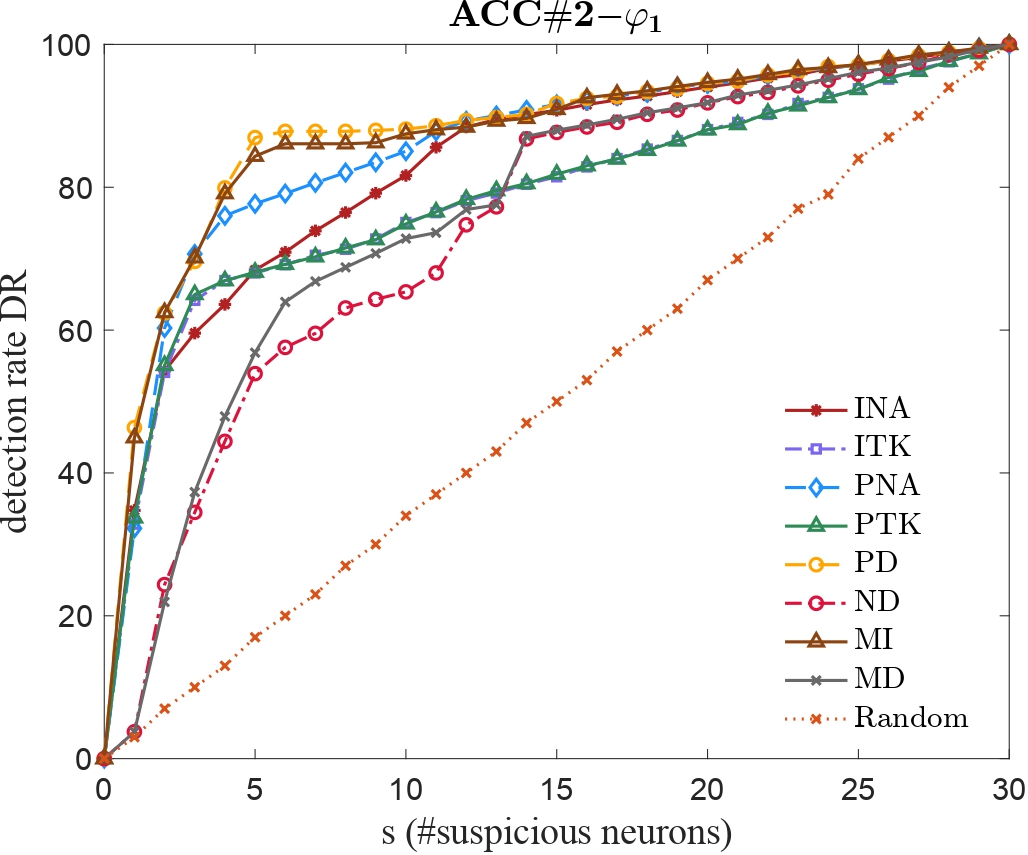 ACC#2−φ₁
detection rate DR
100
80
60
40
20
0
0 5 10 15 20 25 30
s (#suspicious neurons)
INA
ITK
PNA
PTK
PD
ND
MI
MD
Random